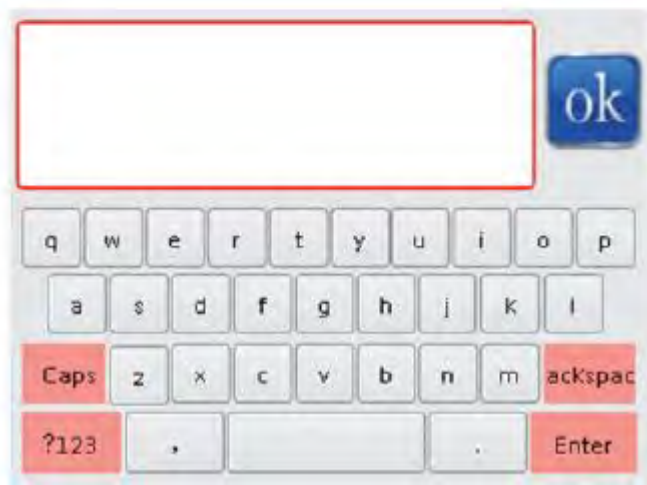 ok
q w e r t y u i o p
a s d f g h j k l
Caps z x c v b n m ackspac
?123 , . Enter